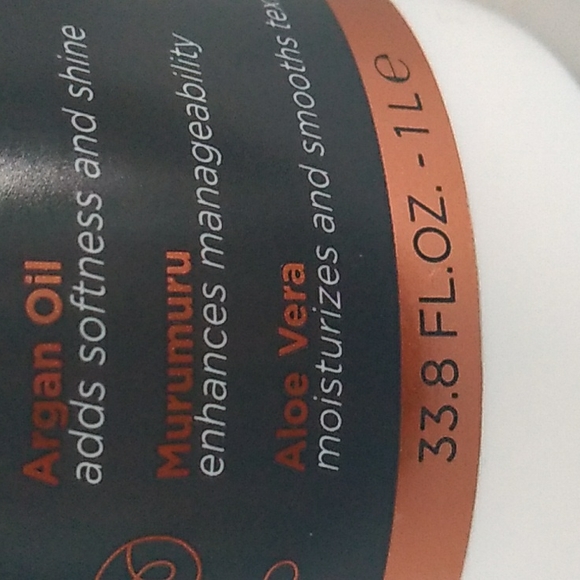 Argan Oil
adds softness and shine
Murumuru
enhances manageability
Aloe Vera
moisturizes and smooths
33.8 FL.OZ. - 1L e